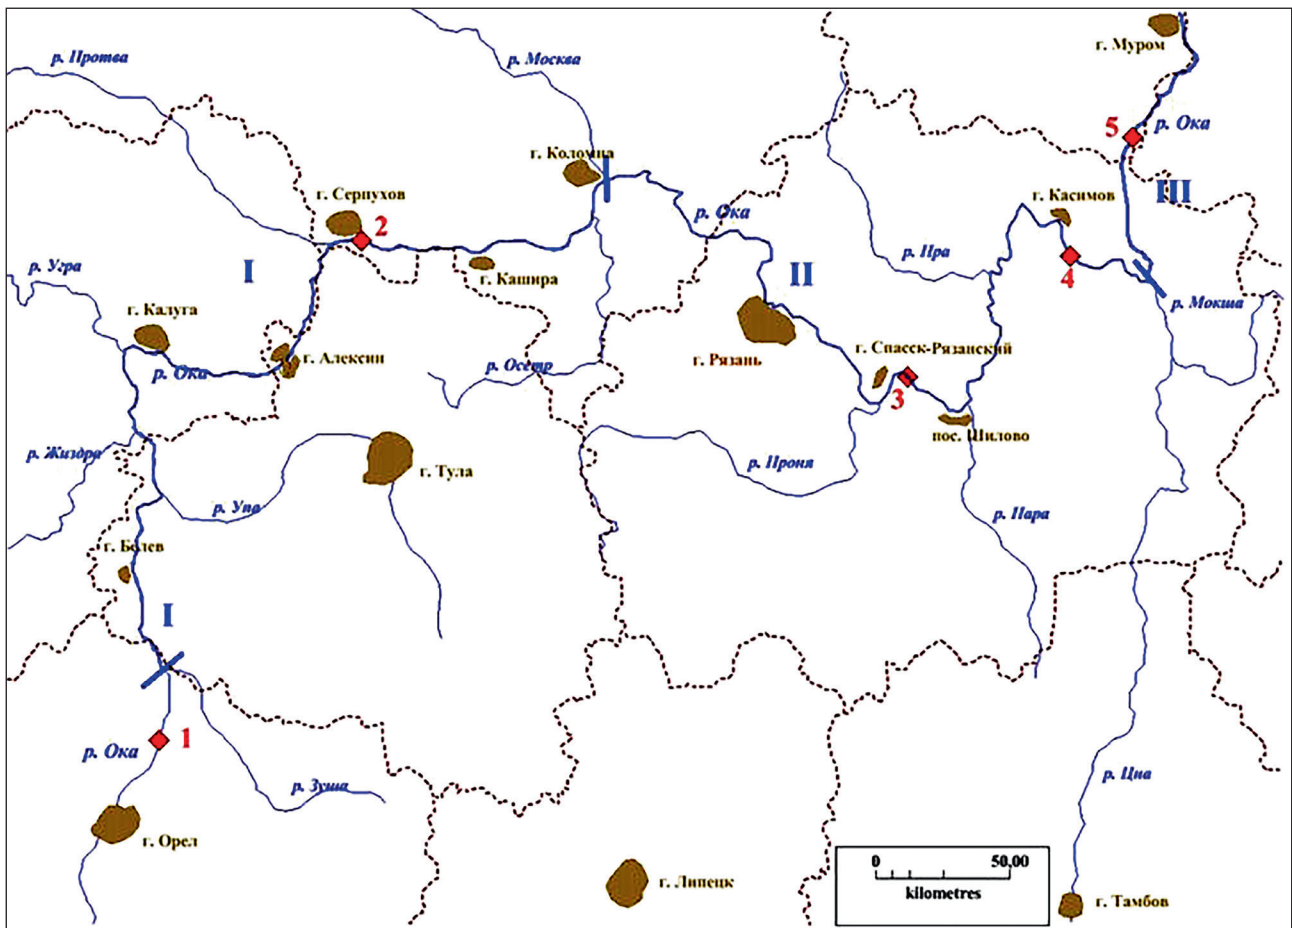 г. Муром
р. Протва
р. Москва
5
р. Ока
г. Коломна
г. Серпухов
г. Касимов
III
р. Ока
2
р. Угра
I
р. Пра
II
4
г. Кашира
р. Мокша
г. Калуга
г. Алексин
г. Рязань
г. Спасск-Рязанский
р. Ока
р. Осетр
3
пос. Шилово
р. Жиздра
г. Тула
р. Проня
р. Упа
р. Пара
г. Белев
I
1
р. Ока
р. Зуша
р. Цна
г. Орел
0
50,00
kilometres
г. Липецк
г. Тамбов